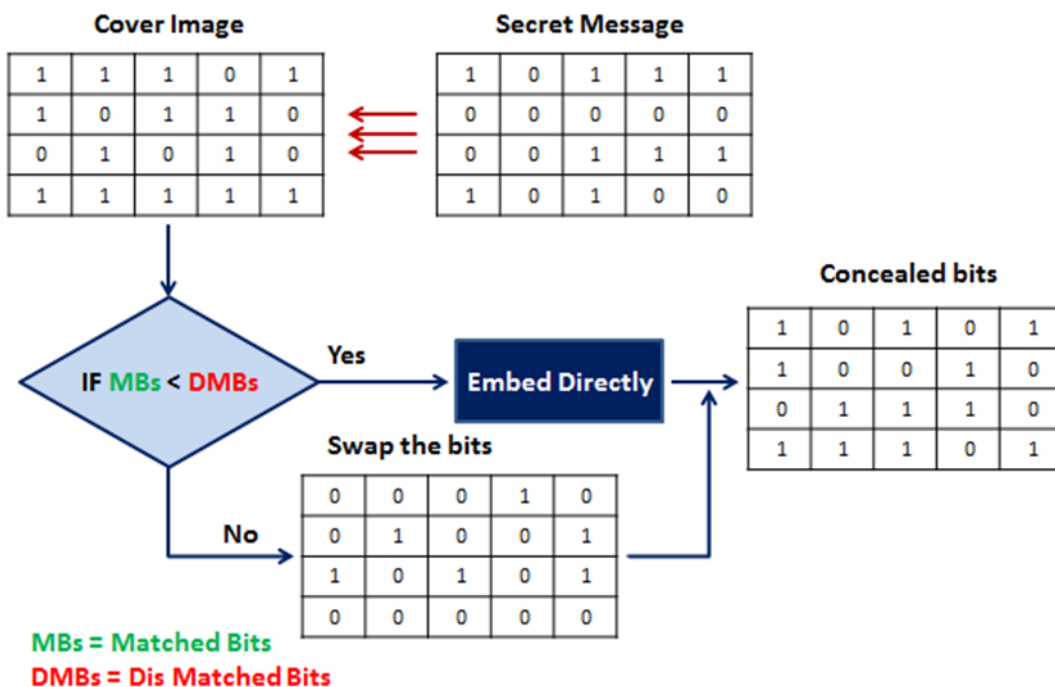 Cover Image
Secret Message
1 1 1 0 1
1 0 1 1 1
1 0 1 1 0
0 0 0 0 0
0 1 0 1 0
0 0 1 1 1
1 1 1 1 1
1 0 1 0 0
Concealed bits
1 0 1 0 1
1 0 0 1 0
0 1 1 1 0
1 1 1 0 1
IF MBs < DMBs
Yes
Embed Directly
Swap the bits
0 0 0 1 0
0 1 0 0 1
1 0 1 0 1
0 0 0 0 0
No
MBs = Matched Bits
DMBs = Dis Matched Bits